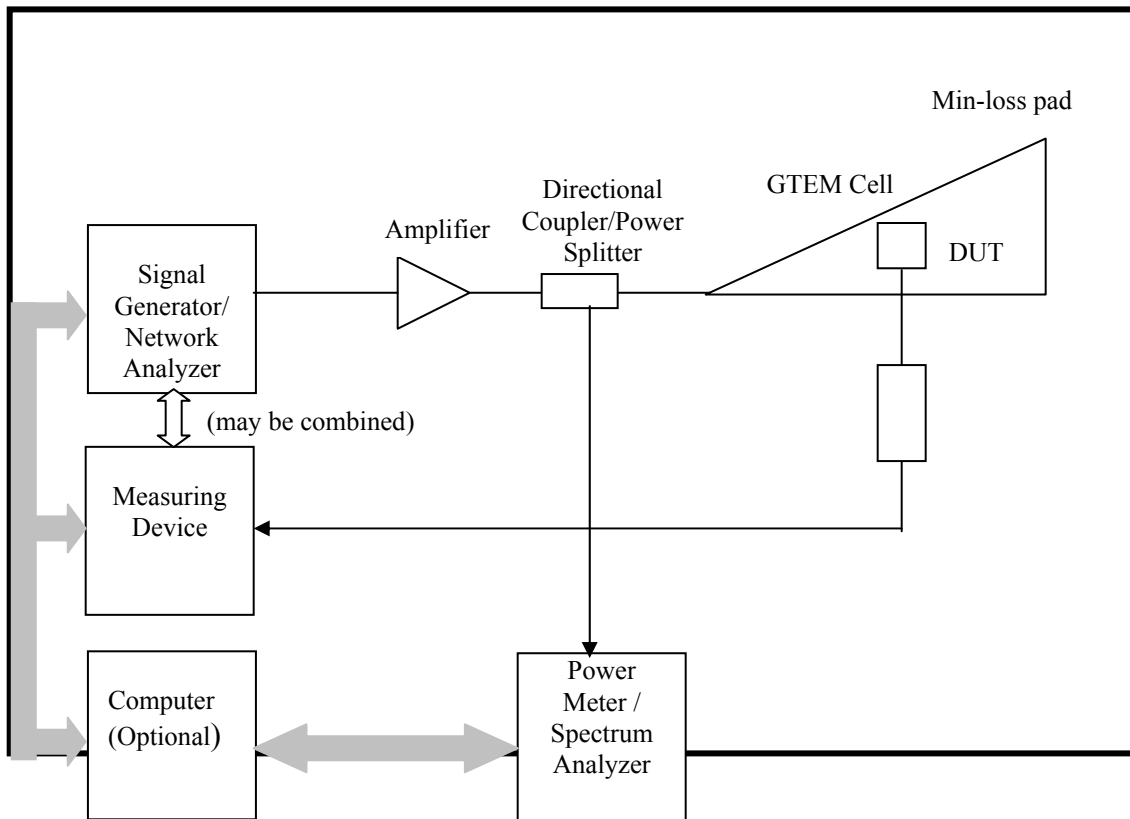 Min-loss pad
GTEM Cell
Directional
Coupler/Power
Splitter
Amplifier
DUT
Signal
Generator/
Network
Analyzer
(may be combined)
Measuring
Device
Computer
(Optional)
Power
Meter /
Spectrum
Analyzer